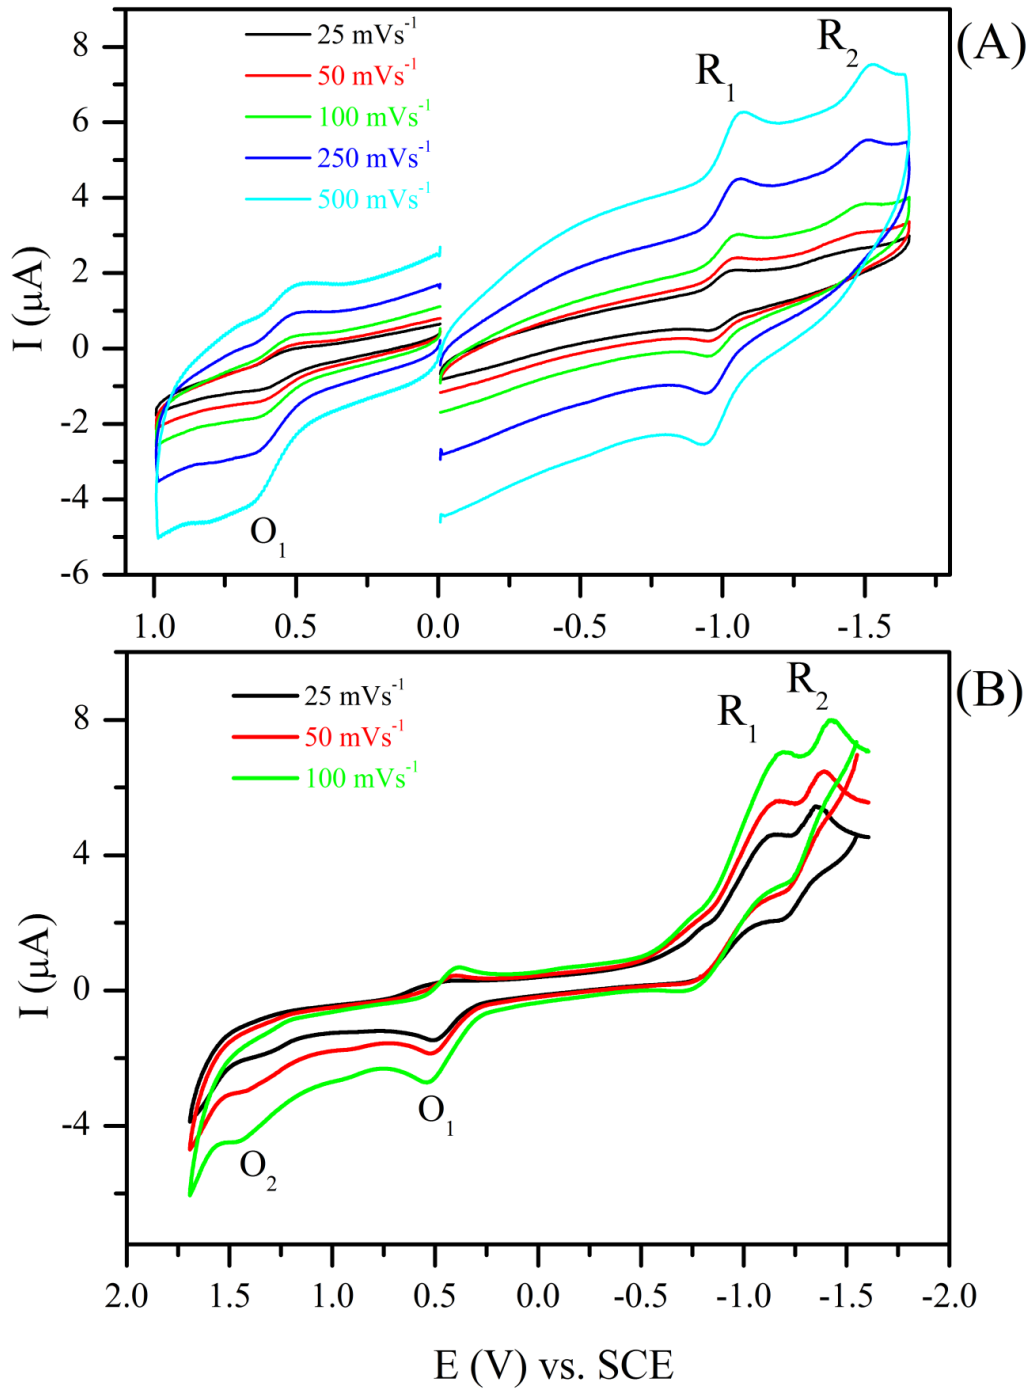 (A)
25 mVs⁻¹
50 mVs⁻¹
100 mVs⁻¹
250 mVs⁻¹
500 mVs⁻¹
R₁
R₂
O₁
8
6
4
2
0
-2
-4
-6
I (μA)
1.0 0.5 0.0 -0.5 -1.0 -1.5
(B)
25 mVs⁻¹
50 mVs⁻¹
100 mVs⁻¹
R₁
R₂
O₁
O₂
8
4
0
-4
I (μA)
2.0 1.5 1.0 0.5 0.0 -0.5 -1.0 -1.5 -2.0
E (V) vs. SCE